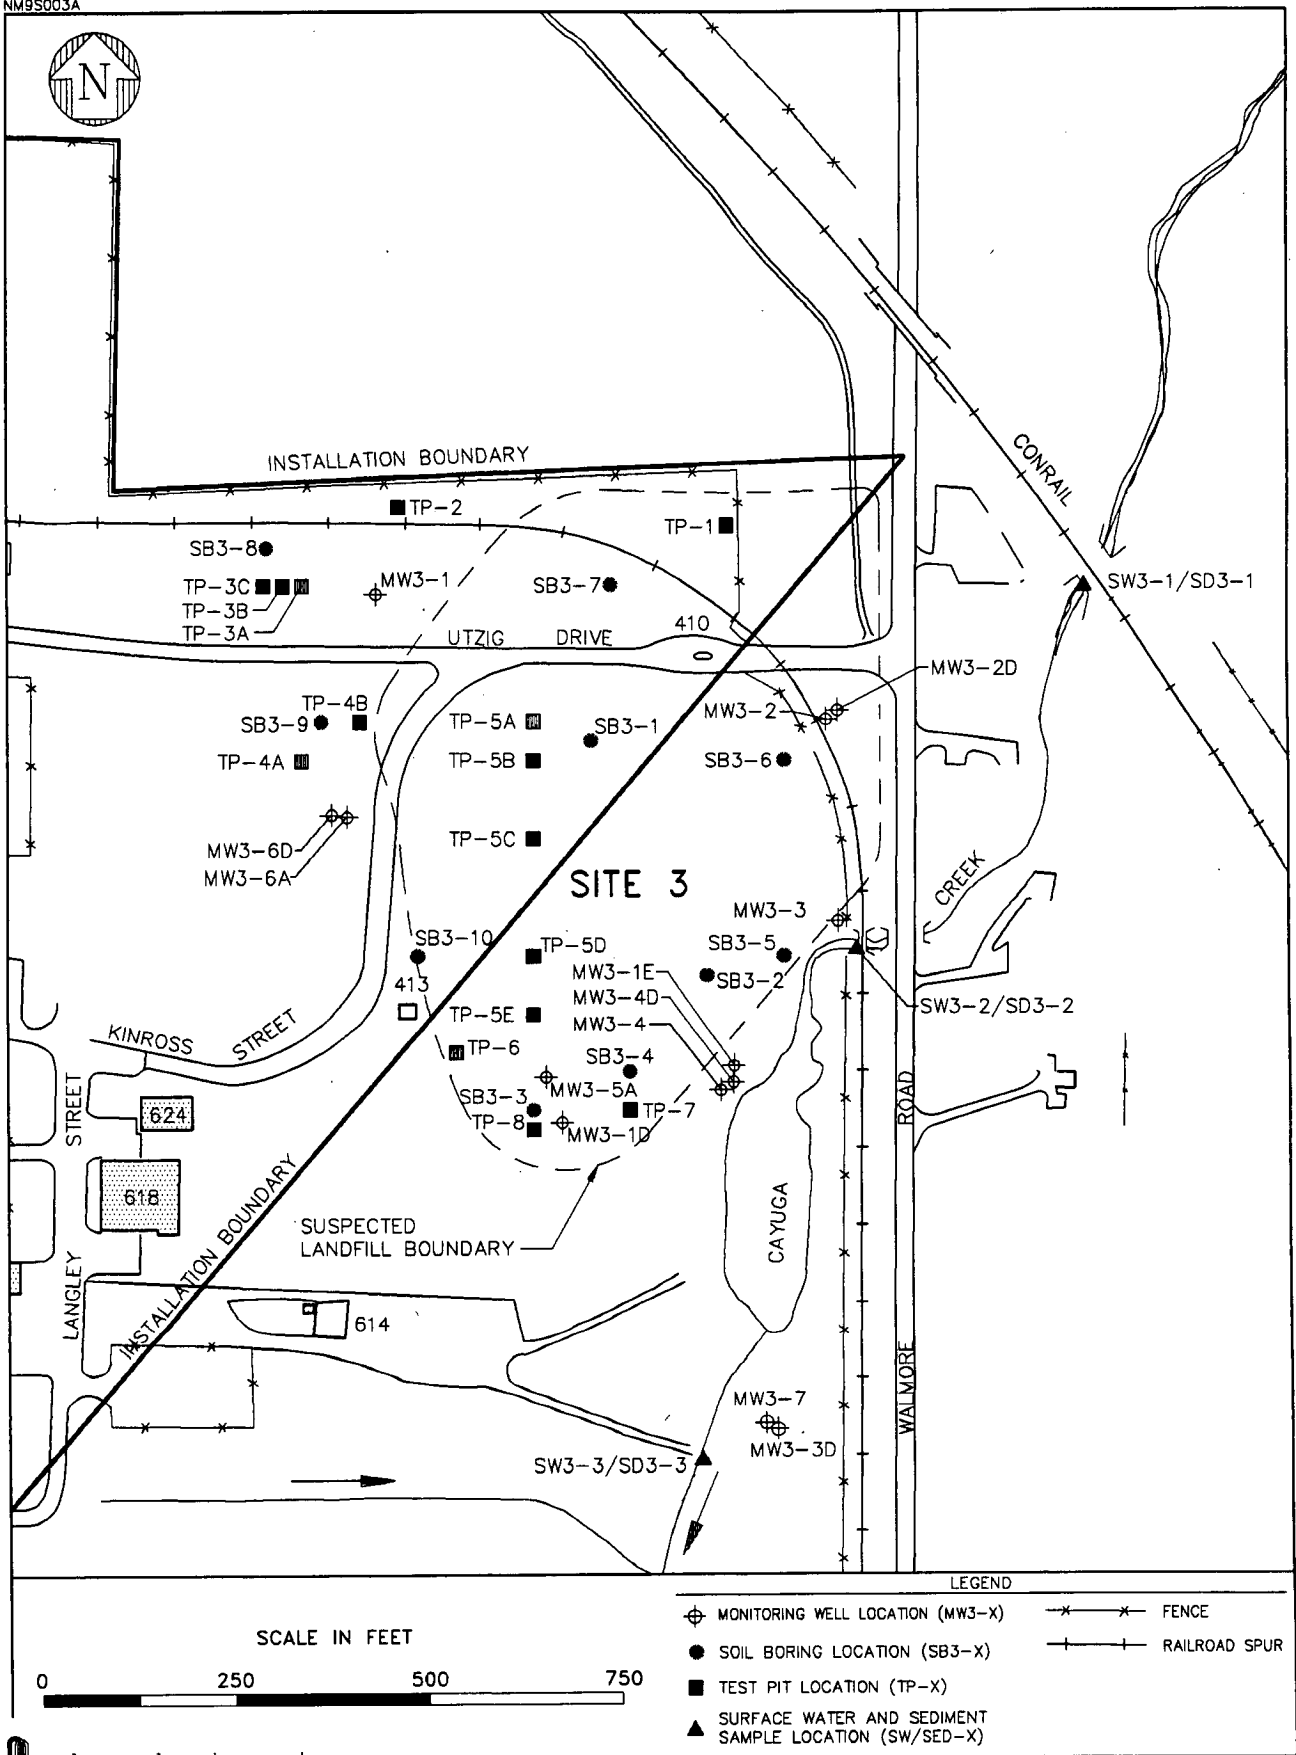 NM9S003A
N
INSTALLATION BOUNDARY
CONRAIL
TP-2
TP-1
SB3-8
TP-3C
TP-3B
TP-3A
MW3-1
SB3-7
SW3-1/SD3-1
410
UTZIG DRIVE
MW3-2D
MW3-2
TP-4B
SB3-9
TP-4A
TP-5A
SB3-1
TP-5B
SB3-6
TP-5C
MW3-6D
MW3-6A
SITE 3
CREEK
MW3-3
SB3-10
TP-5D
SB3-5
MW3-1E
SB3-2
413
MW3-4D
SW3-2/SD3-2
TP-5E
MW3-4
KINROSS STREET
TP-6
SB3-4
MW3-5A
SB3-3
TP-7
TP-8
MW3-1D
624
618
LANGLEY STREET
INSTALLATION BOUNDARY
SUSPECTED
LANDFILL BOUNDARY
CAYUGA
WALMORE ROAD
614
MW3-7
MW3-3D
SW3-3/SD3-3
SCALE IN FEET
0 250 500 750
LEGEND
MONITORING WELL LOCATION (MW3-X)
SOIL BORING LOCATION (SB3-X)
TEST PIT LOCATION (TP-X)
SURFACE WATER AND SEDIMENT
SAMPLE LOCATION (SW/SED-X)
FENCE
RAILROAD SPUR